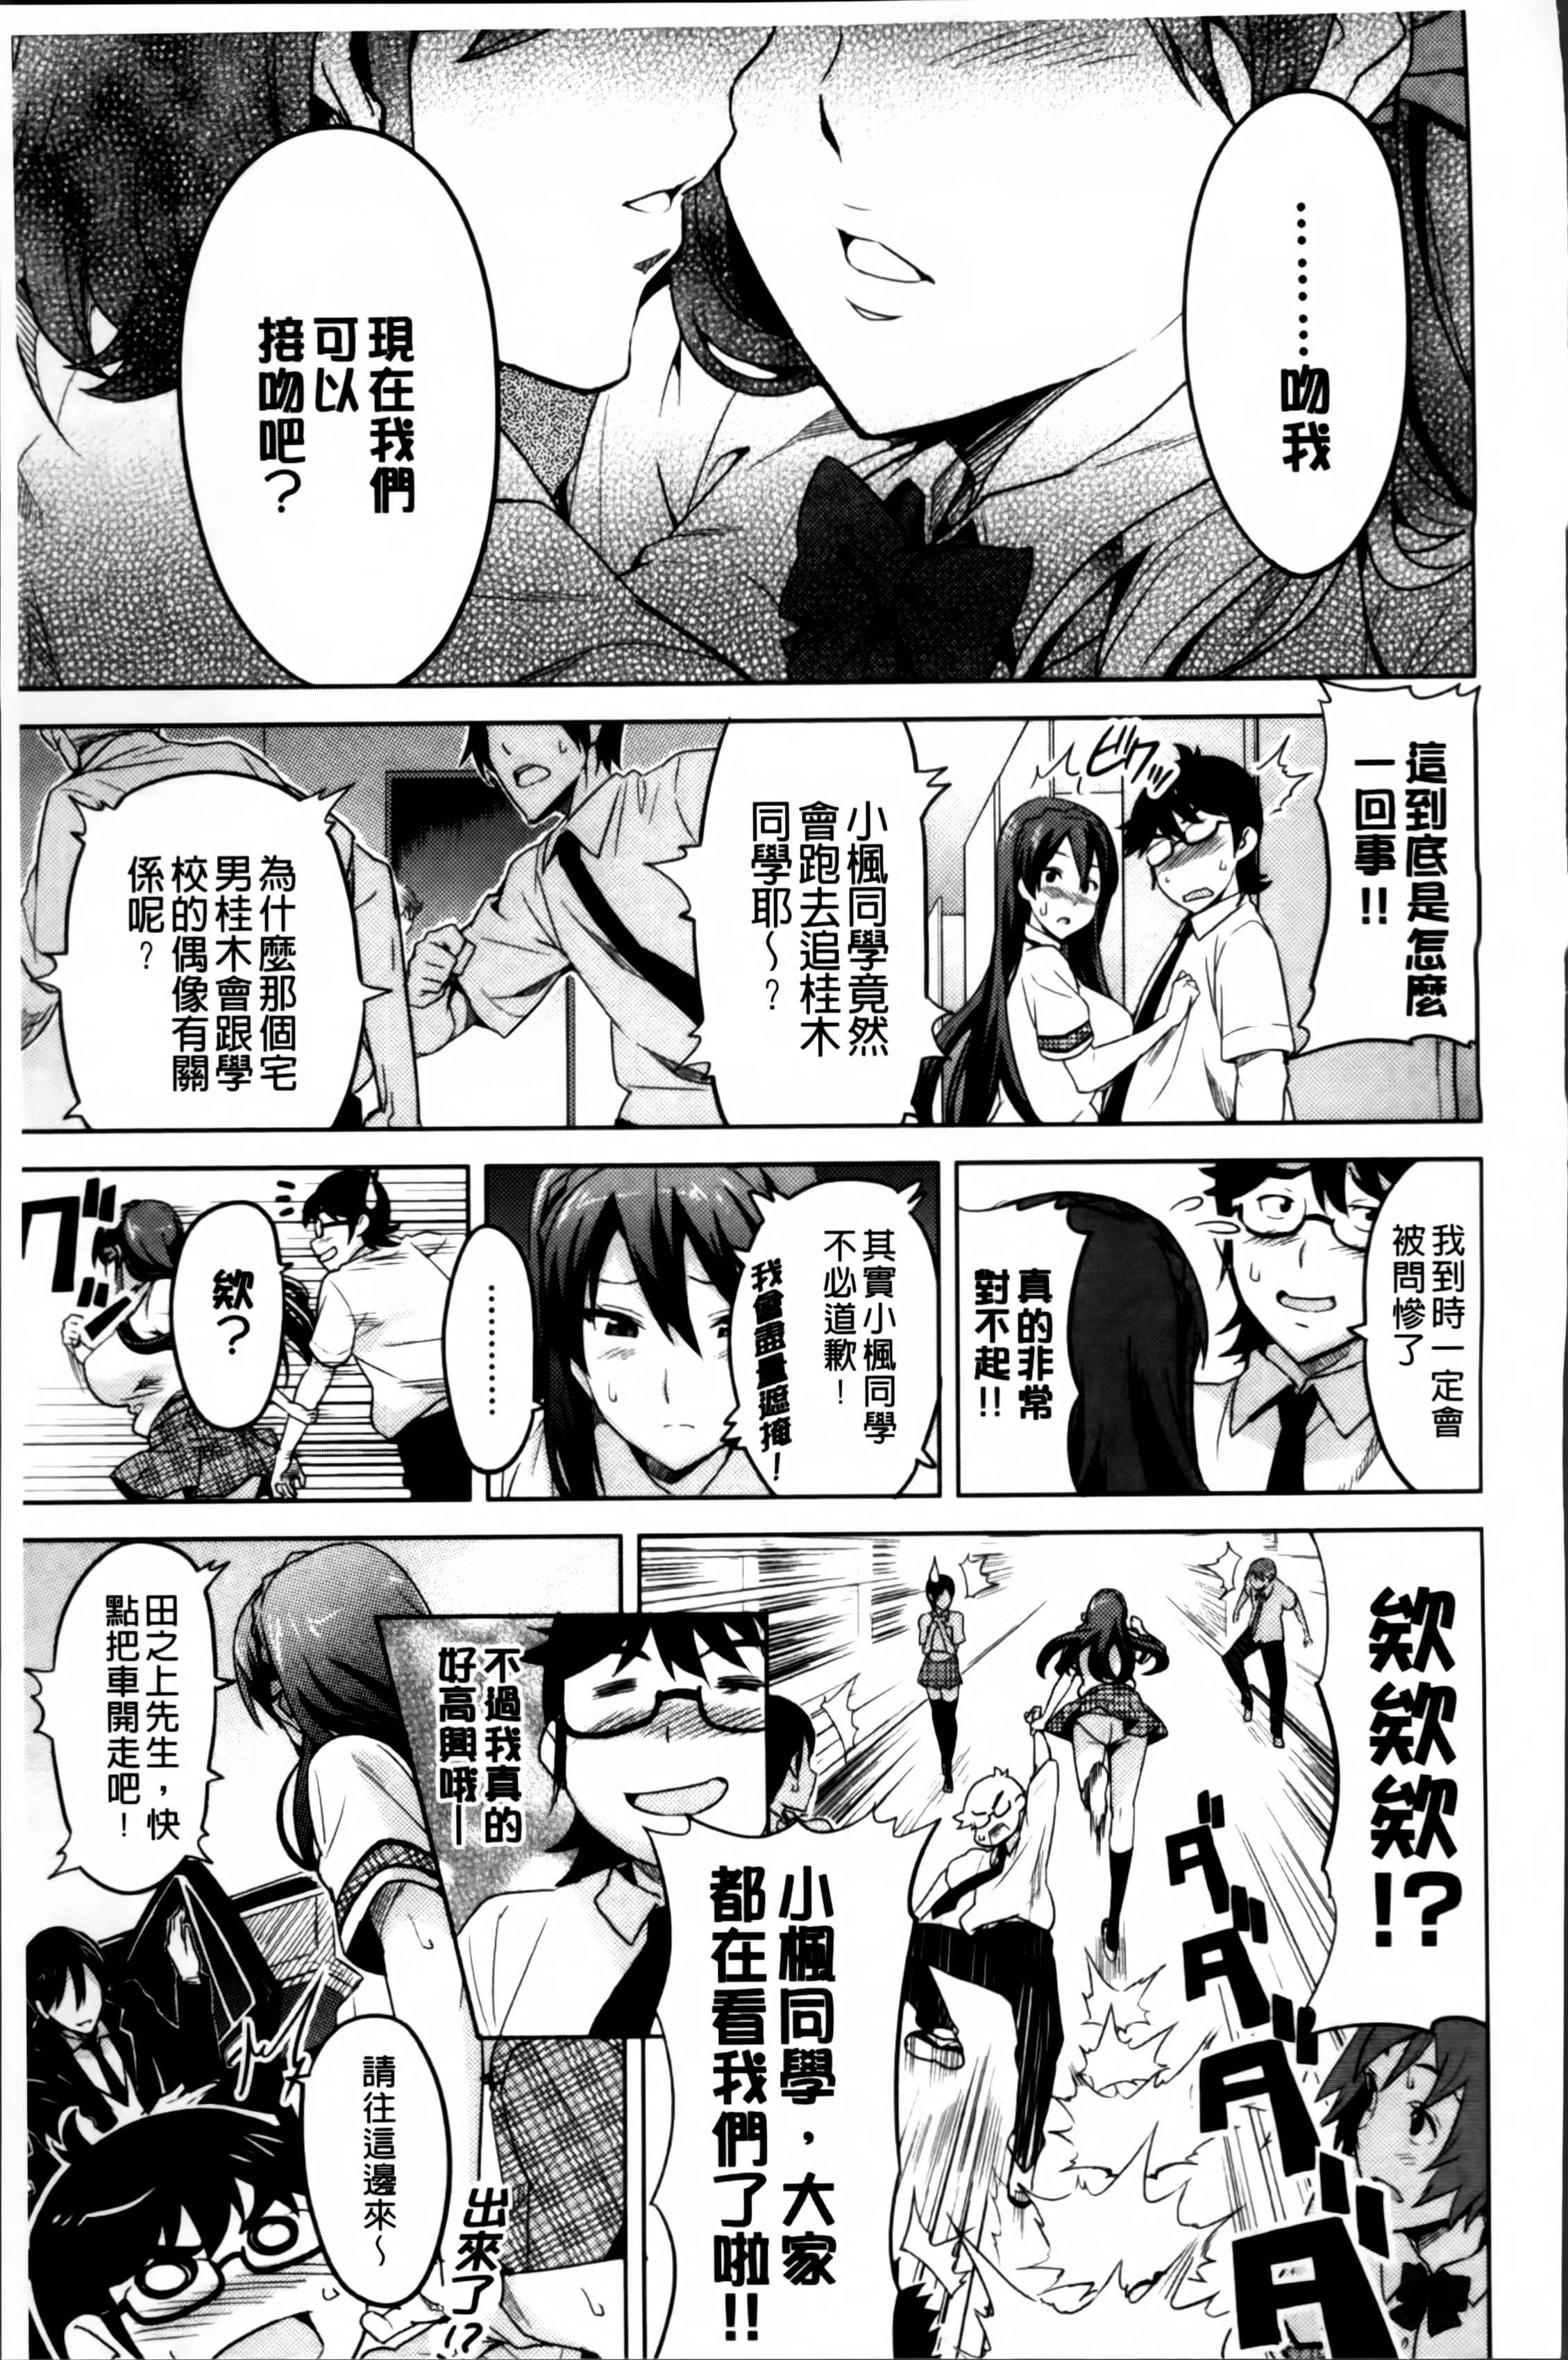 ………吻我
現在我們
可以
接吻吧？
這到底是怎麼
一回事!!
ビクッ
小楓同學竟然
會跑去追桂木
同學耶～？
為什麼那個宅
男桂木會跟學
校的偶像有關
係呢？
我到時一定會
被問慘了
真的非常
對不起!!
其實小楓同學
不必道歉！
我會盡量遮掩！
…………
欸？
グッ
欸欸欸!?
ダダダダ
小楓同學，大家
都在看我們了啦!!
不過我真的
好高興哦—
田之上先生，快
點把車開走吧！
請往這邊來～
出來了!?